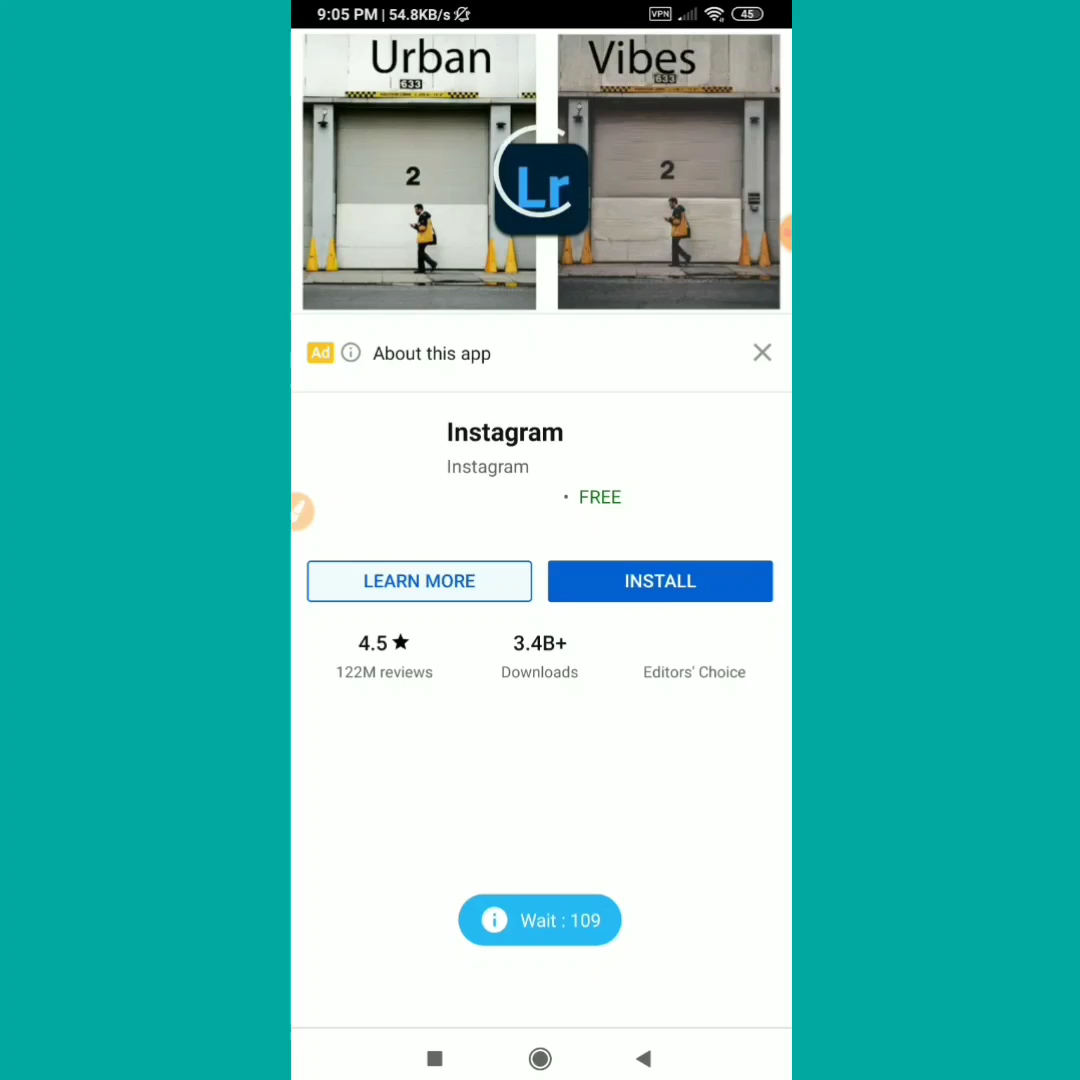 9:05 PM | 54.8KB/s
VPN
45
Urban
Vibes
633
633
2
2
Lr
Ad
About this app
Instagram
Instagram
• FREE
LEARN MORE
INSTALL
4.5 ★
3.4B+
122M reviews
Downloads
Editors' Choice
Wait : 109